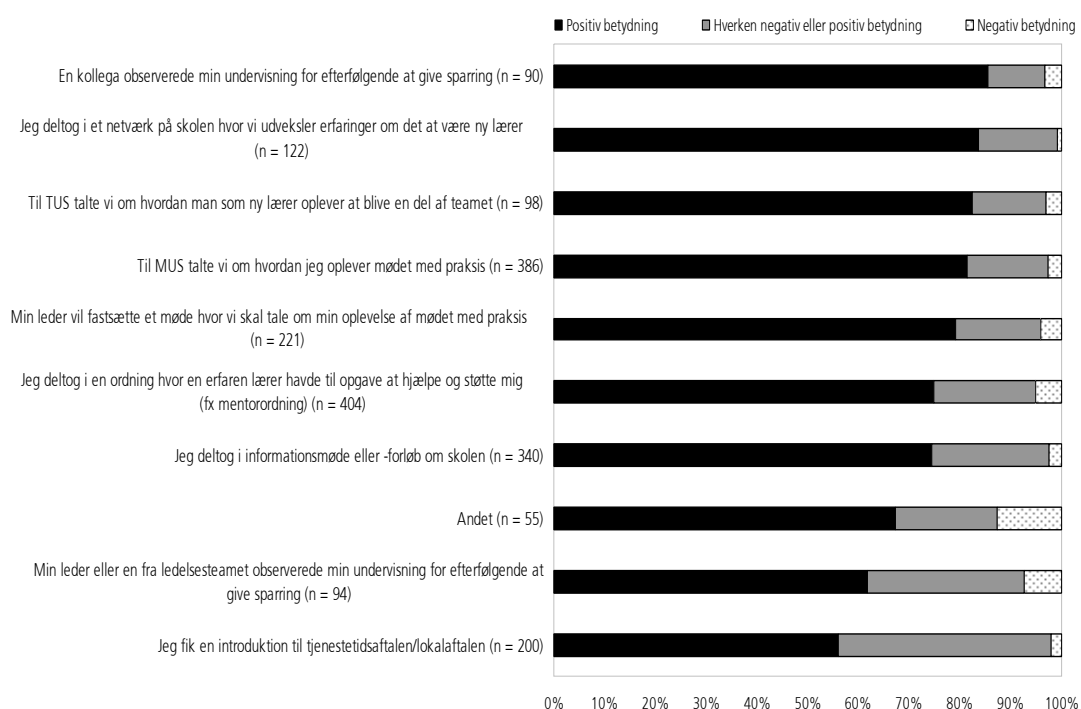 Positiv betydning Hverken negativ eller positiv betydning Negativ betydning
En kollega observerede min undervisning for efterfølgende at give sparring (n = 90)
Jeg deltog i et netværk på skolen hvor vi udveksler erfaringer om det at være ny lærer
(n = 122)
Til TUS talte vi om hvordan man som ny lærer oplever at blive en del af teamet (n = 98)
Til MUS talte vi om hvordan jeg oplever mødet med praksis (n = 386)
Min leder vil fastsætte et møde hvor vi skal tale om min oplevelse af mødet med praksis
(n = 221)
Jeg deltog i en ordning hvor en erfaren lærer havde til opgave at hjælpe og støtte mig
(fx mentorordning) (n = 404)
Jeg deltog i informationsmøde eller -forløb om skolen (n = 340)
Andet (n = 55)
Min leder eller en fra ledelsesteamet observerede min undervisning for efterfølgende at
give sparring (n = 94)
Jeg fik en introduktion til tjenestetidsaftalen/lokalaftalen (n = 200)
0% 10% 20% 30% 40% 50% 60% 70% 80% 90% 100%